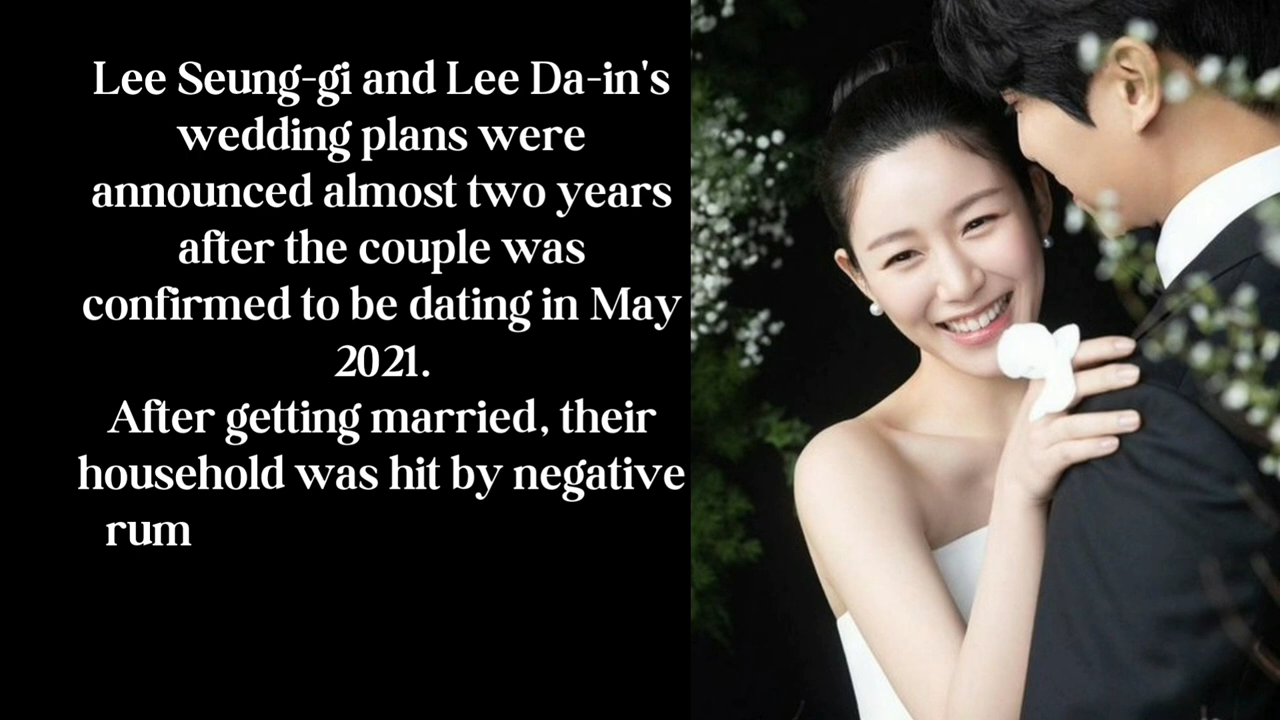 Lee Seung-gi and Lee Da-in's
wedding plans were
announced almost two years
after the couple was
confirmed to be dating in May
2021.
After getting married, their
household was hit by negative
rum